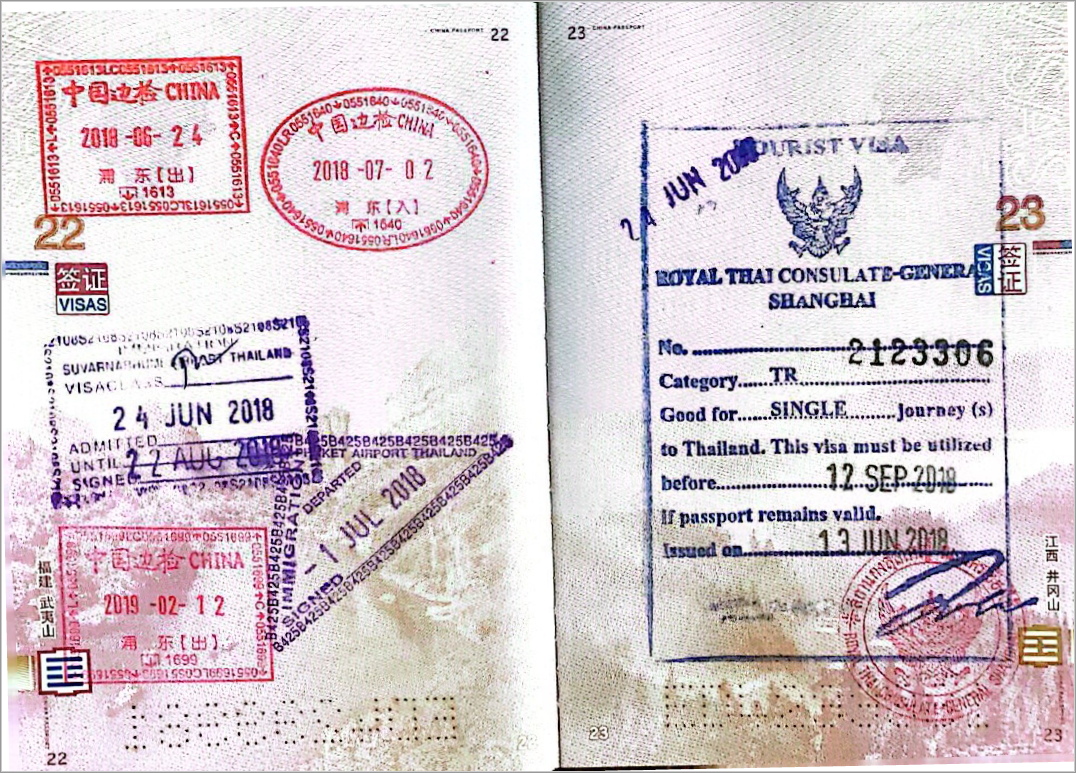 CHINA PASSPORT 22
中国边检 CHINA
2018-06-24
浦 东【出】
1613
中国边检 CHINA
2018-07-02
浦 东【入】
1640
22
签证
VISAS
THAILAND
VISA CLASS
24 JUN 2018
ADMITTED
UNTIL 22 AUG 2018
SIGNED
PHUKET AIRPORT THAILAND
DEPARTED
- 1 JUL 2018
SIGNED
IMMIGRATION
中国边检 CHINA
2019-02-12
浦 东【出】
1699
福建 武夷山
22
23 CHINA PASSPORT
TOURIST VISA
24 JUN 2018
ROYAL THAI CONSULATE-GENERAL
SHANGHAI
No. 2123306
Category......TR
Good for......SINGLE.........Journey (s)
to Thailand. This visa must be utilized
before......12 SEP 2018
If passport remains valid.
Issued on 13 JUN 2018
23
签证
VISAS
江西 井冈山
23
23